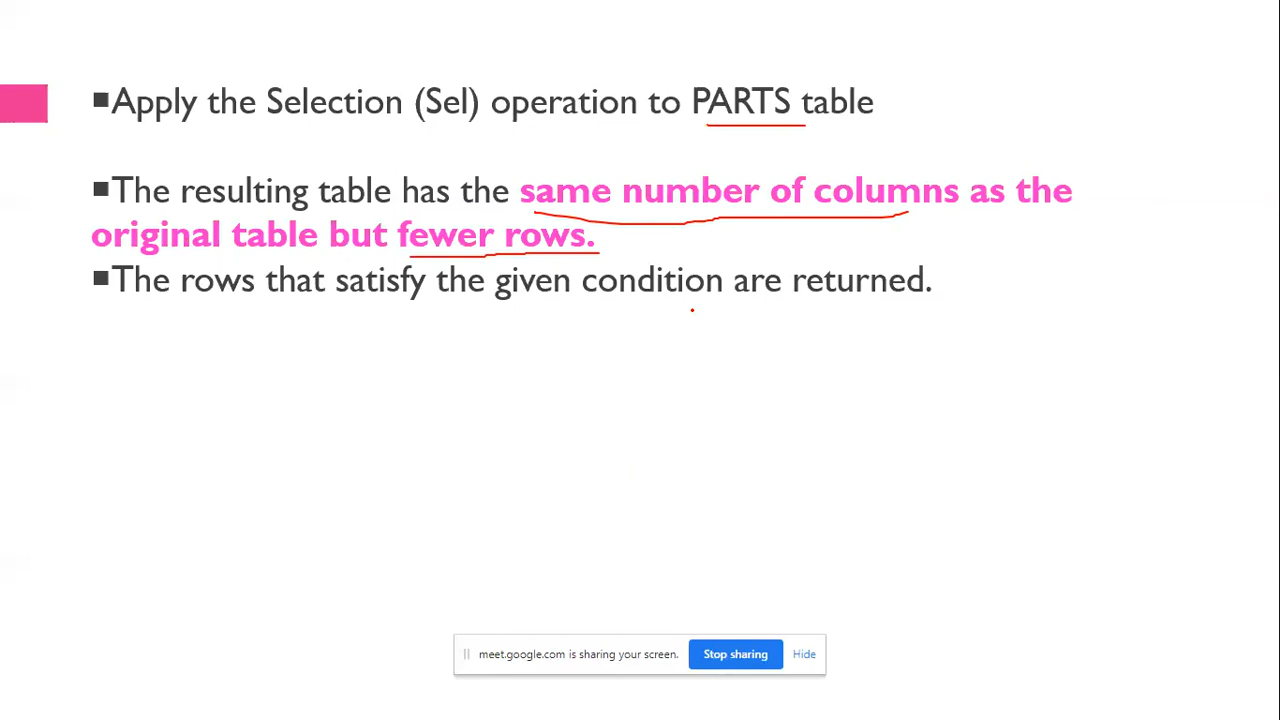 ▪Apply the Selection (Sel) operation to PARTS table
▪The resulting table has the same number of columns as the
original table but fewer rows.
▪The rows that satisfy the given condition are returned.
meet.google.com is sharing your screen. Stop sharing Hide